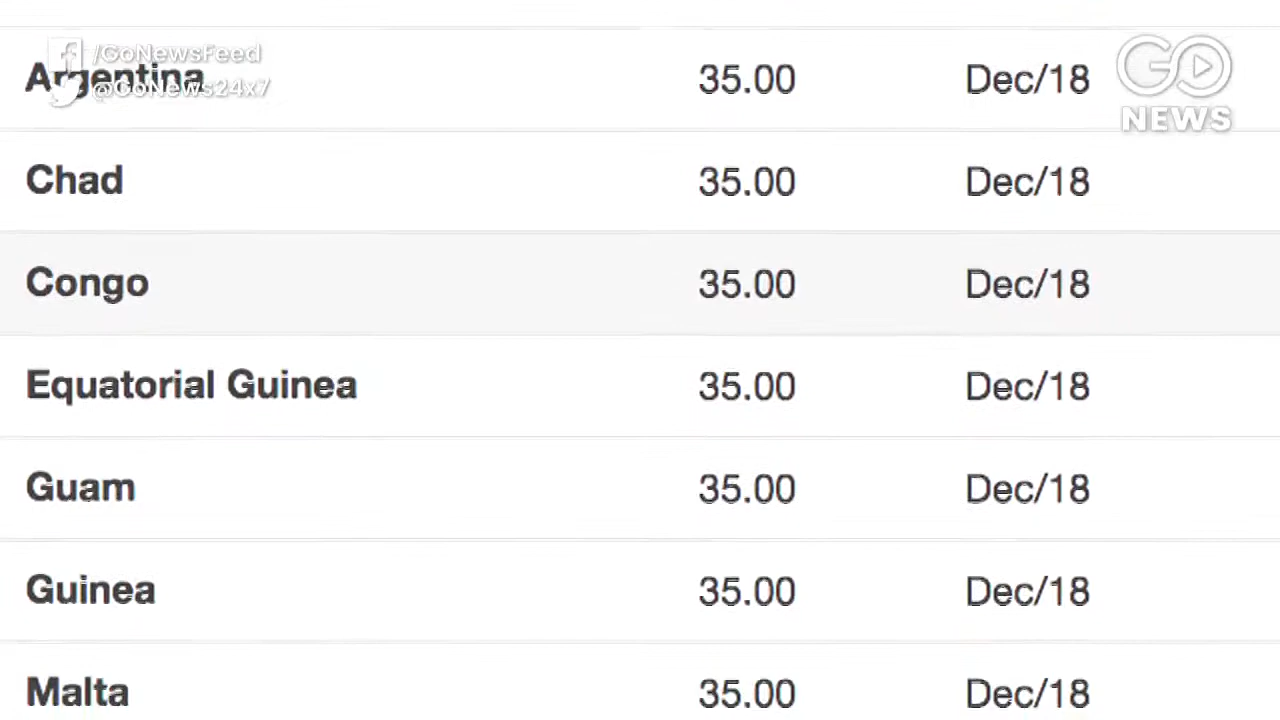 /GoNewsFeed
Argentina 35.00 Dec/18
@GoNews24x7
GO NEWS
Chad 35.00 Dec/18
Congo 35.00 Dec/18
Equatorial Guinea 35.00 Dec/18
Guam 35.00 Dec/18
Guinea 35.00 Dec/18
Malta 35.00 Dec/18